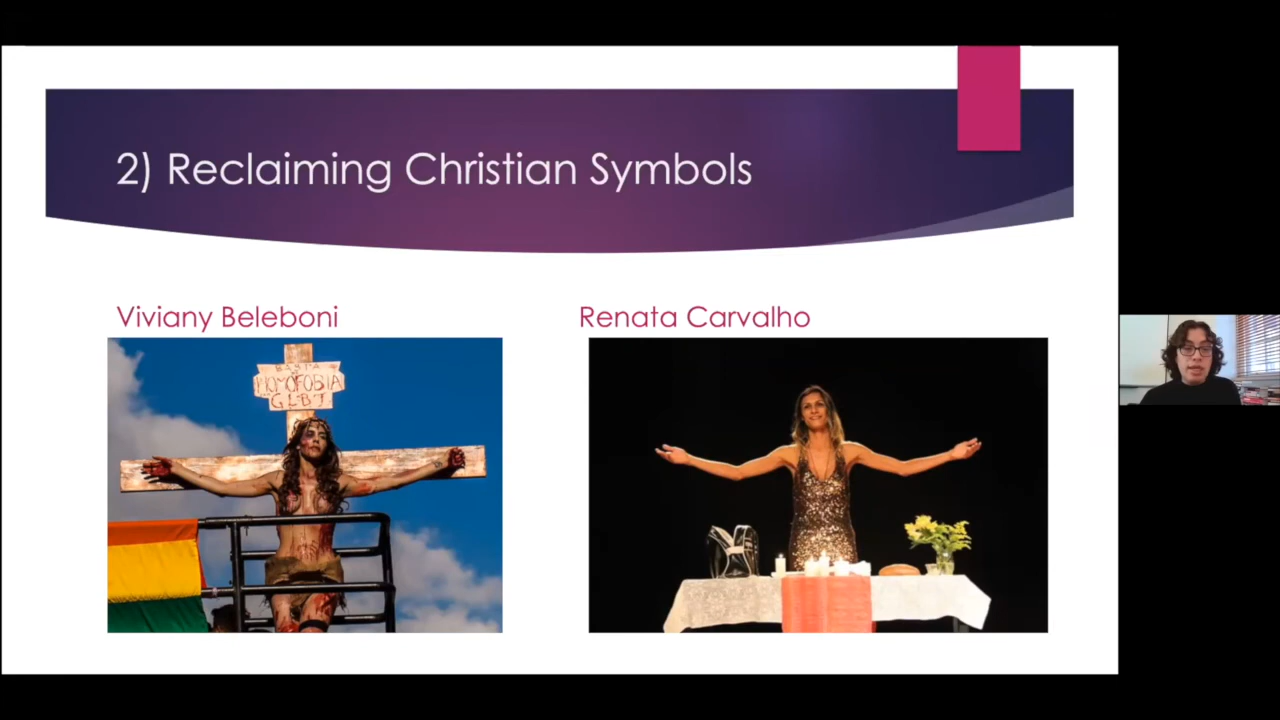 2) Reclaiming Christian Symbols
Viviany Beleboni
Renata Carvalho
BASTA
HOMOFOBIA
GLBT